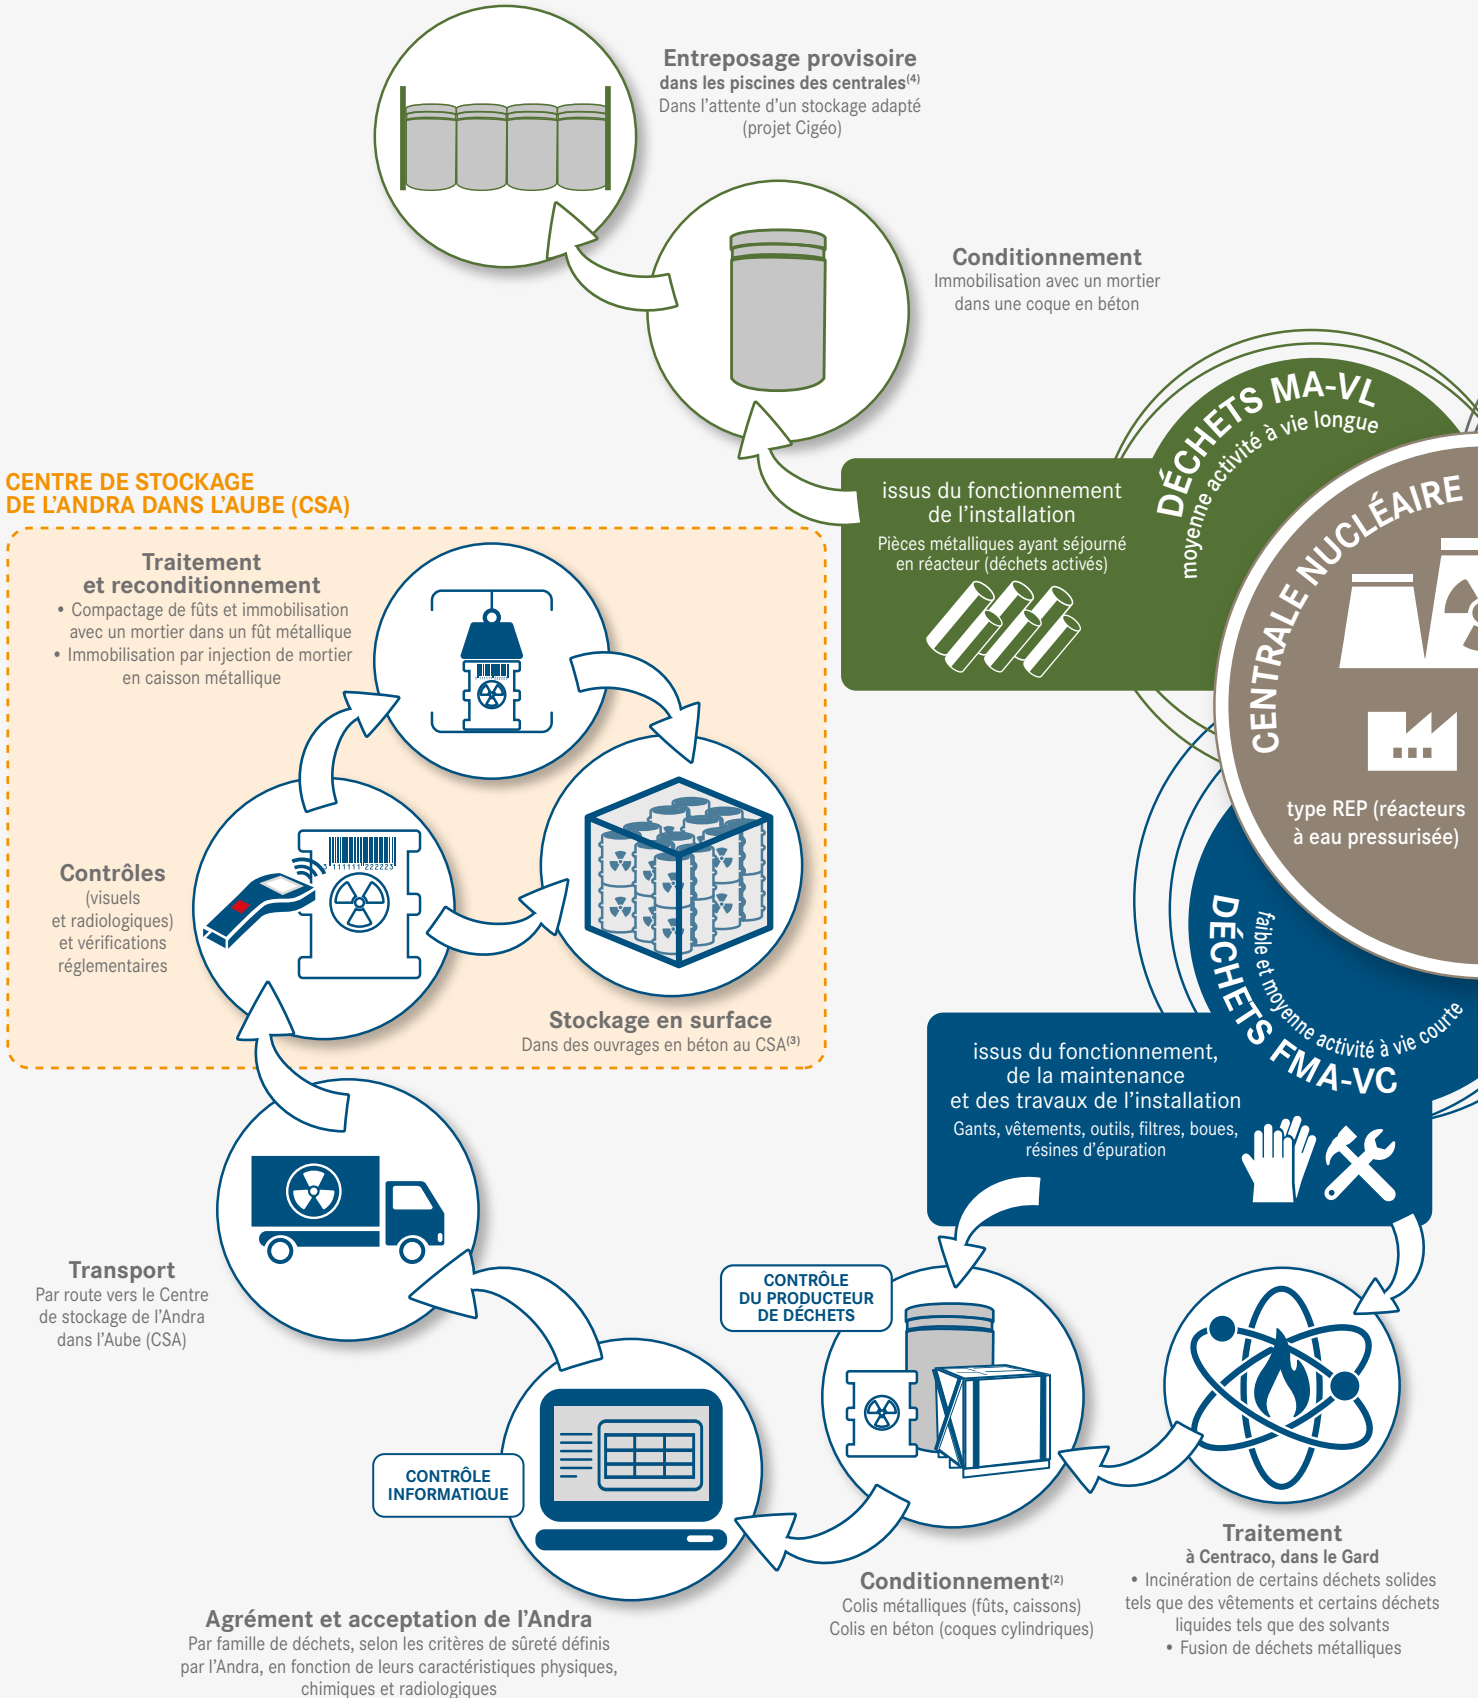 Entreposage provisoire
dans les piscines des centrales(4)
Dans l'attente d'un stockage adapté
(projet Cigéo)
Conditionnement
Immobilisation avec un mortier
dans une coque en béton
DÉCHETS MA-VL
moyenne activité à vie longue
issus du fonctionnement
de l'installation
Pièces métalliques ayant séjourné
en réacteur (déchets activés)
CENTRALE NUCLÉAIRE
type REP (réacteurs
à eau pressurisée)
CENTRE DE STOCKAGE
DE L'ANDRA DANS L'AUBE (CSA)
Traitement
et reconditionnement
• Compactage de fûts et immobilisation
avec un mortier dans un fût métallique
• Immobilisation par injection de mortier
en caisson métallique
Contrôles
(visuels
et radiologiques)
et vérifications
réglementaires
111111 222223
Stockage en surface
Dans des ouvrages en béton au CSA(3)
DÉCHETS FMA-VC
faible et moyenne activité à vie courte
issus du fonctionnement,
de la maintenance
et des travaux de l'installation
Gants, vêtements, outils, filtres, boues,
résines d'épuration
Transport
Par route vers le Centre
de stockage de l'Andra
dans l'Aube (CSA)
CONTRÔLE
DU PRODUCTEUR
DE DÉCHETS
CONTRÔLE
INFORMATIQUE
Traitement
à Centraco, dans le Gard
• Incinération de certains déchets solides
tels que des vêtements et certains déchets
liquides tels que des solvants
• Fusion de déchets métalliques
Conditionnement(2)
Colis métalliques (fûts, caissons)
Colis en béton (coques cylindriques)
Agrément et acceptation de l'Andra
Par famille de déchets, selon les critères de sûreté définis
par l'Andra, en fonction de leurs caractéristiques physiques,
chimiques et radiologiques